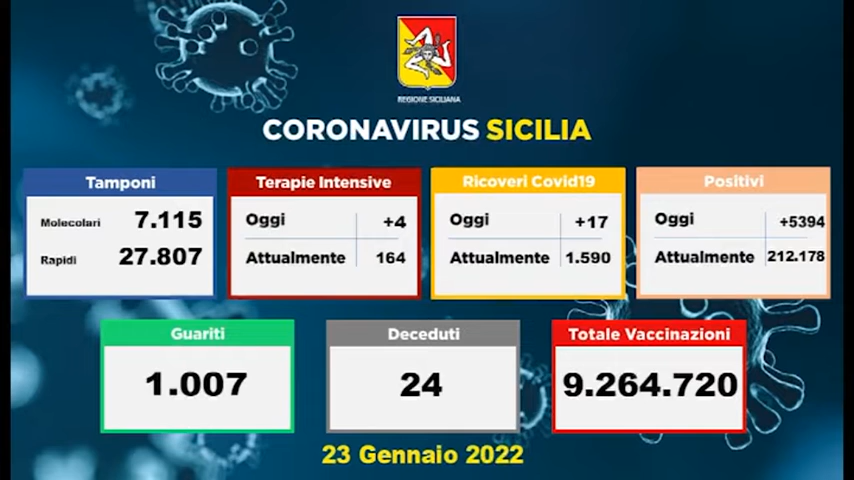 REGIONE SICILIANA
CORONAVIRUS SICILIA
Tamponi
Molecolari 7.115
Rapidi 27.807
Terapie Intensive
Oggi +4
Attualmente 164
Ricoveri Covid19
Oggi +17
Attualmente 1.590
Positivi
Oggi +5394
Attualmente 212.178
Guariti
1.007
Deceduti
24
Totale Vaccinazioni
9.264.720
23 Gennaio 2022